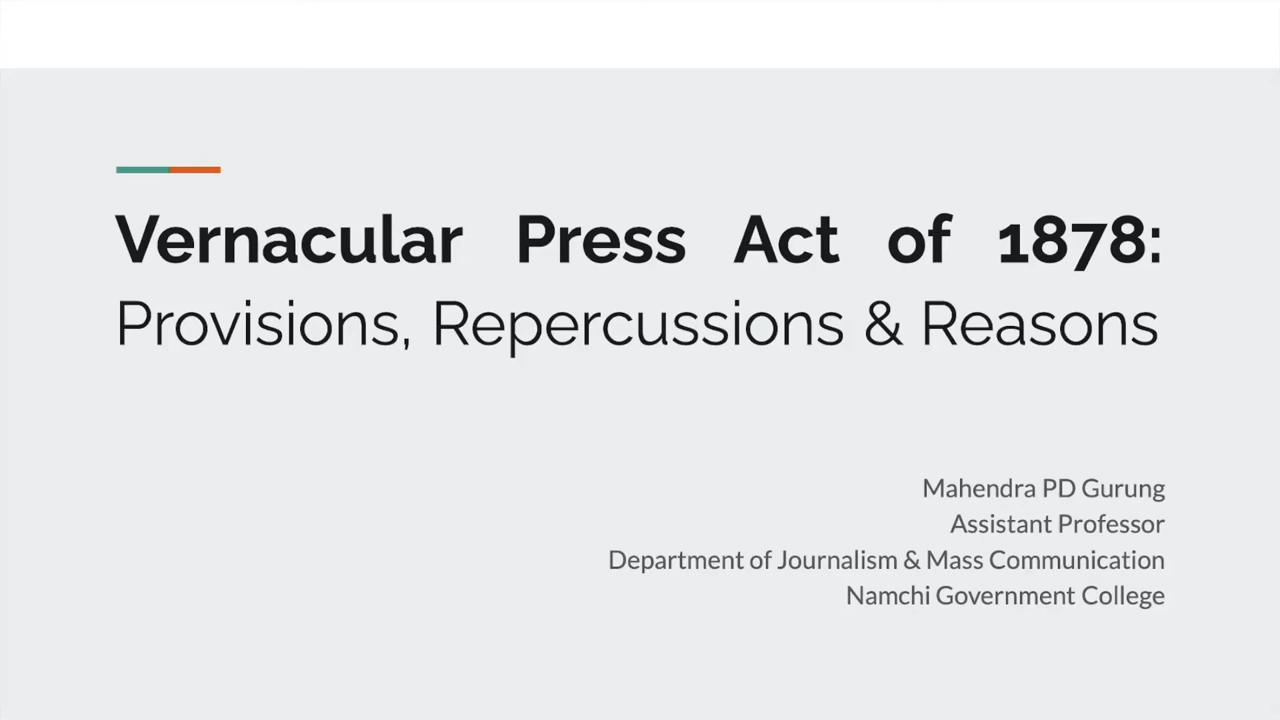 Vernacular Press Act of 1878:
Provisions, Repercussions & Reasons
Mahendra PD Gurung
Assistant Professor
Department of Journalism & Mass Communication
Namchi Government College